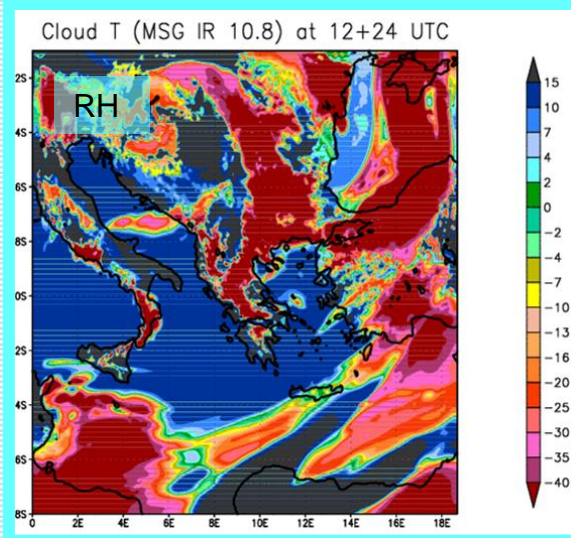 Cloud T (MSG IR 10.8) at 12+24 UTC
RH
2S
4S
6S
8S
0S
2S
4S
6S
8S
0
2E
4E
6E
8E
10E
12E
14E
16E
18E
15
10
7
4
2
0
-2
-4
-7
-10
-13
-16
-20
-25
-30
-35
-40